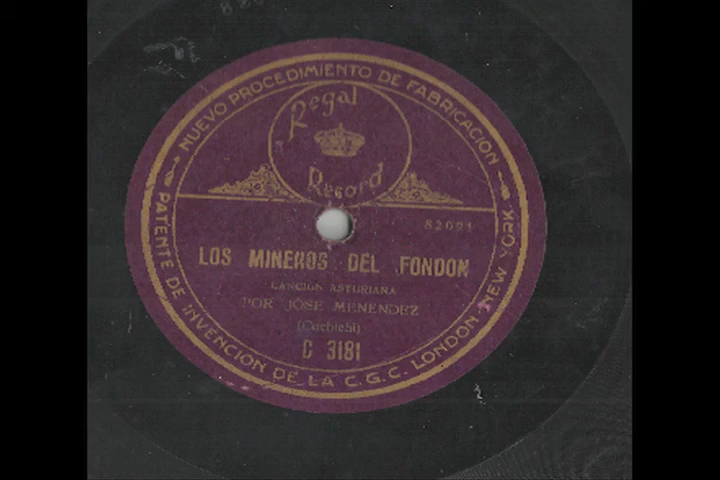 NUEVO PROCEDIMIENTO DE FABRICACION
Regal
Record
82091
LOS MINEROS DEL FONDON
CANCION ASTURIANA
POR JOSE MENENDEZ
(Cuchichi)
C 3181
PATENTE DE INVENCION DE LA C.G.C. LONDON NEW YORK